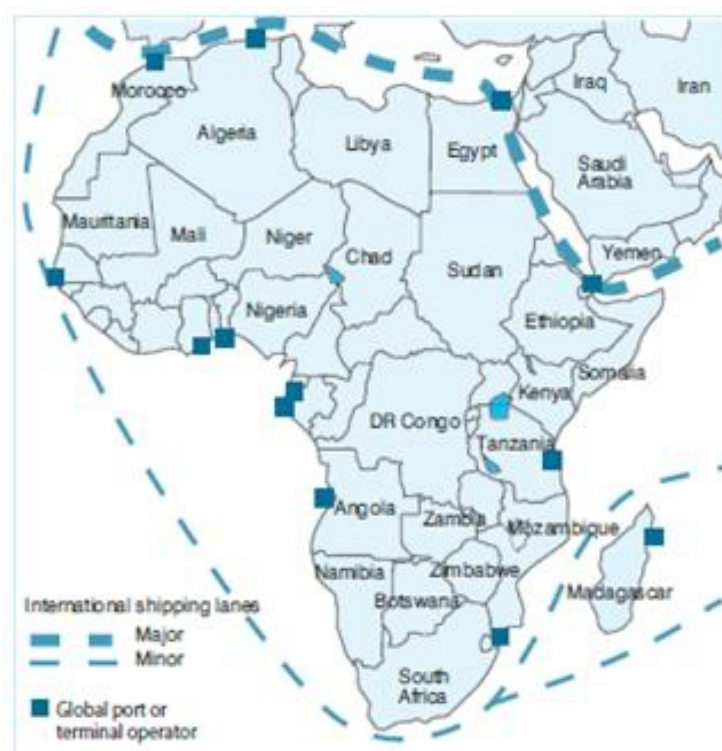 Morocco
Algeria
Libya
Egypt
Iraq
Iran
Saudi
Arabia
Mauritania
Mali
Niger
Chad
Sudan
Yemen
Nigeria
Ethiopia
Somalia
Kenya
DR Congo
Tanzania
Angola
Zambia
Mozambique
Namibia
Zimbabwe
Botswana
Madagascar
South
Africa
International shipping lanes
Major
Minor
Global port or
terminal operator